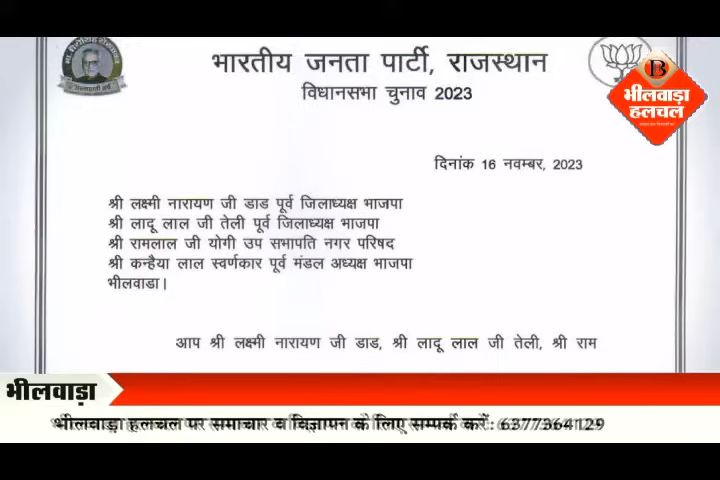 भारतीय जनता पार्टी, राजस्थान
विधानसभा चुनाव 2023
B
भीलवाड़ा
हलचल
दिनांक 16 नवम्बर, 2023
श्री लक्ष्मी नारायण जी डाड पूर्व जिलाध्यक्ष भाजपा
श्री लादू लाल जी तेली पूर्व जिलाध्यक्ष भाजपा
श्री रामलाल जी योगी उप सभापति नगर परिषद
श्री कन्हैया लाल स्वर्णकार पूर्व मंडल अध्यक्ष भाजपा
भीलवाडा।
आप श्री लक्ष्मी नारायण जी डाड, श्री लादू लाल जी तेली, श्री राम
भीलवाड़ा
भीलवाड़ा हलचल पर समाचार व विज्ञापन के लिए सम्पर्क करें: 6377364129